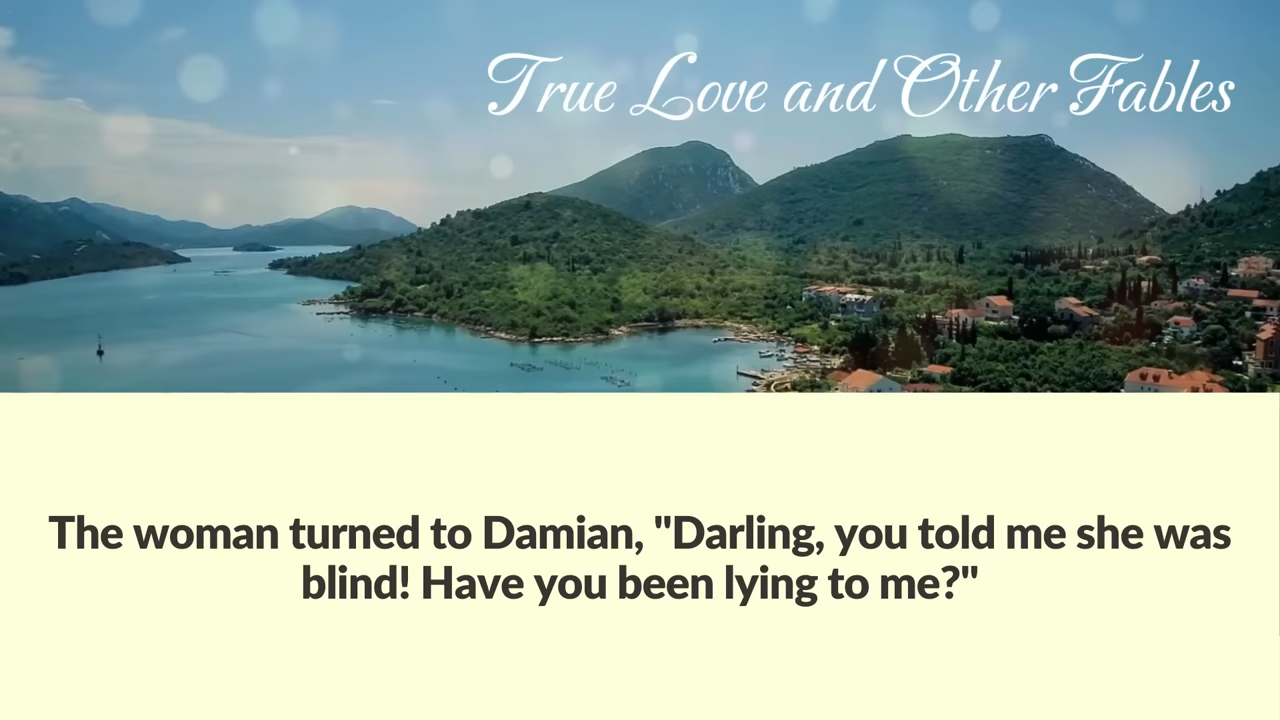 True Love and Other Fables
The woman turned to Damian, "Darling, you told me she was
blind! Have you been lying to me?"